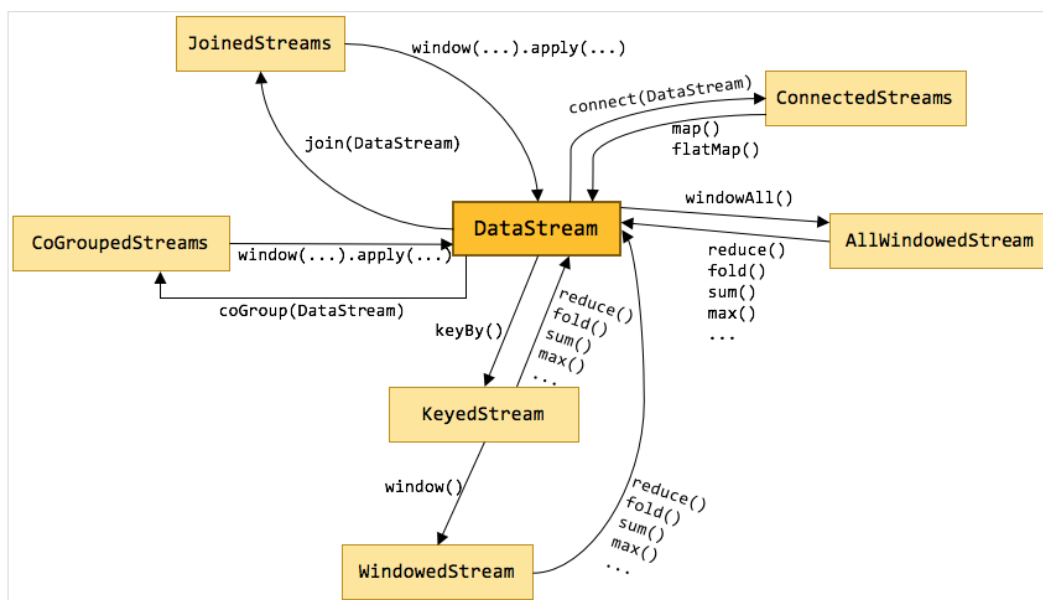 JoinedStreams
window(...).apply(...)
connect(DataStream)
ConnectedStreams
map()
flatMap()
join(DataStream)
windowAll()
DataStream
CoGroupedStreams
window(...).apply(...)
AllWindowedStream
reduce()
fold()
sum()
max()
...
coGroup(DataStream)
keyBy()
reduce()
fold()
sum()
max()
...
KeyedStream
window()
reduce()
fold()
sum()
max()
...
WindowedStream